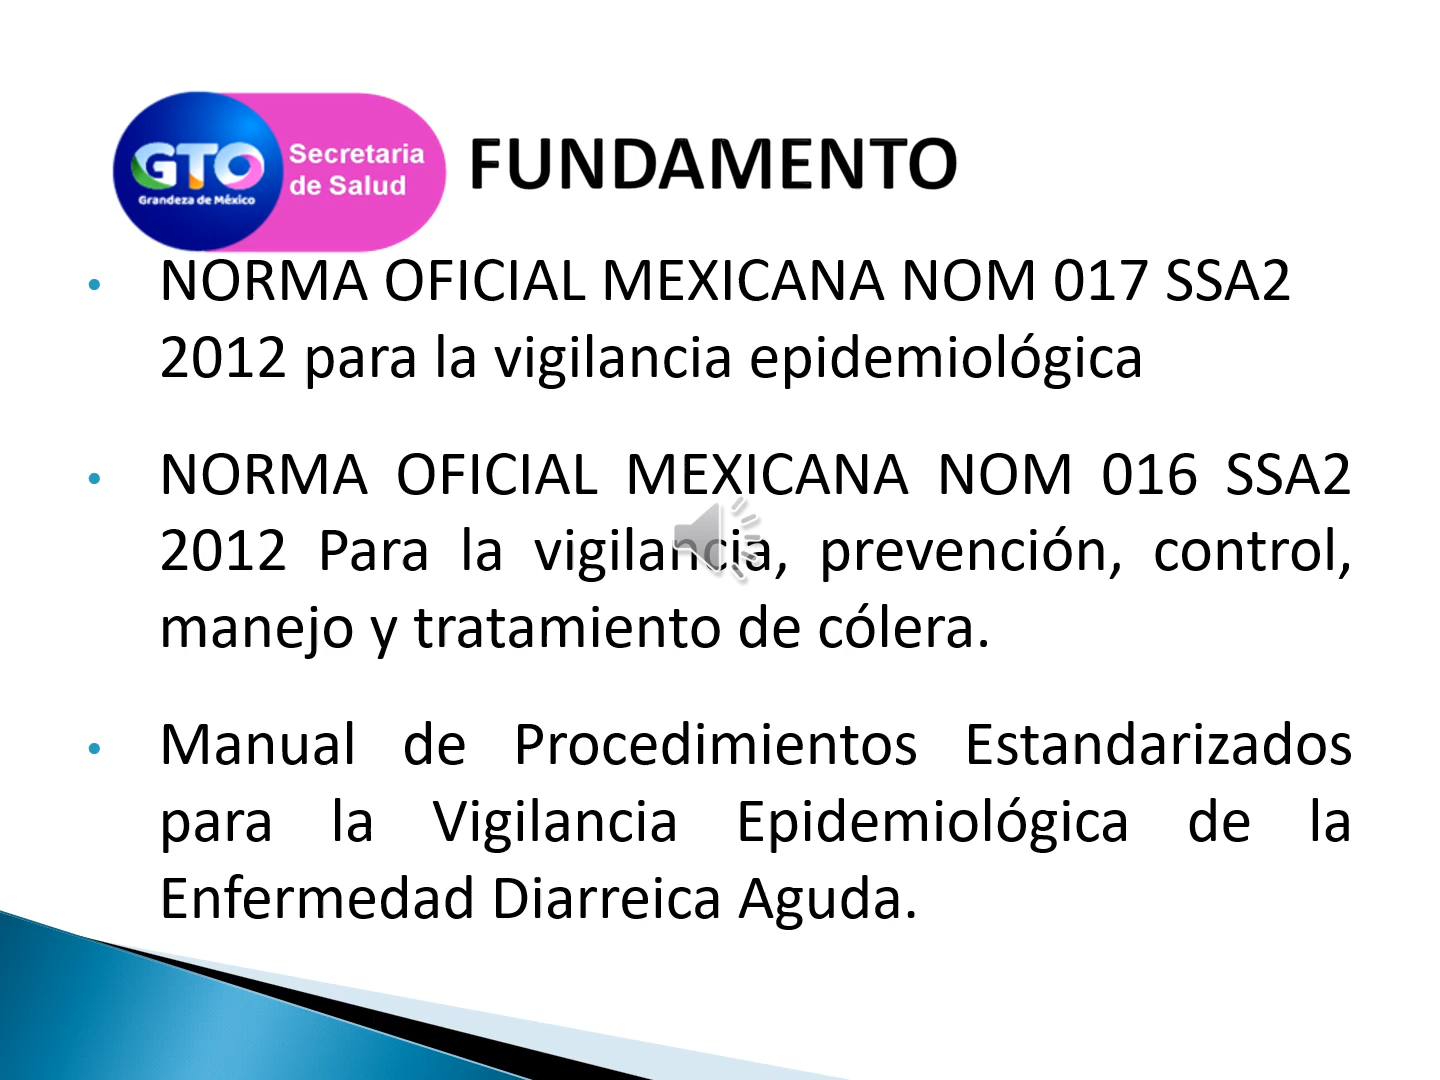 GTO
Grandeza de México
Secretaria
de Salud
FUNDAMENTO
• NORMA OFICIAL MEXICANA NOM 017 SSA2
2012 para la vigilancia epidemiológica
• NORMA OFICIAL MEXICANA NOM 016 SSA2
2012 Para la vigilancia, prevención, control,
manejo y tratamiento de cólera.
• Manual de Procedimientos Estandarizados
para la Vigilancia Epidemiológica de la
Enfermedad Diarreica Aguda.